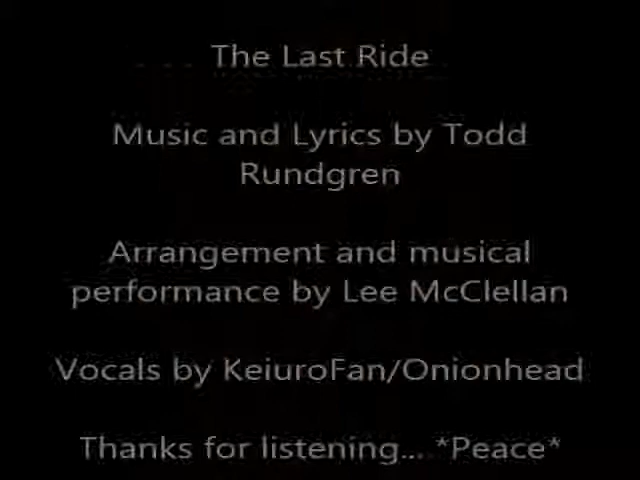 The Last Ride
Music and Lyrics by Todd
Rundgren
Arrangement and musical
performance by Lee McClellan
Vocals by KeiuroFan/Onionhead
Thanks for listening... *Peace*